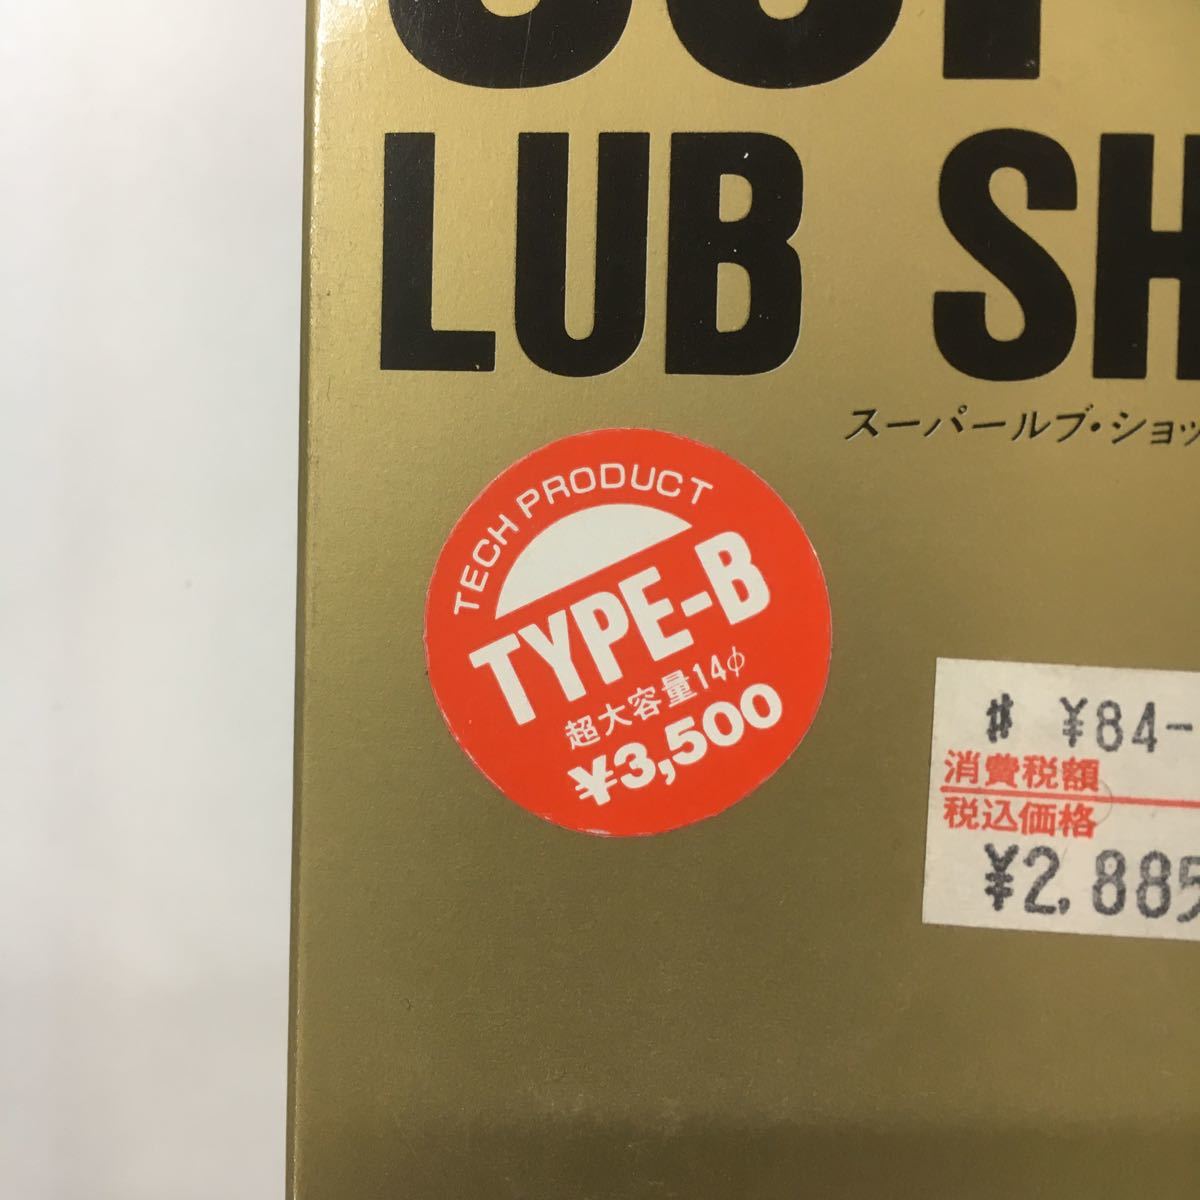 SUP
LUB SH
スーパールブ・ショッ
TECH PRODUCT
TYPE-B
超大容量14φ
¥3,500
# ¥84-
消費税額
税込価格
¥2,885